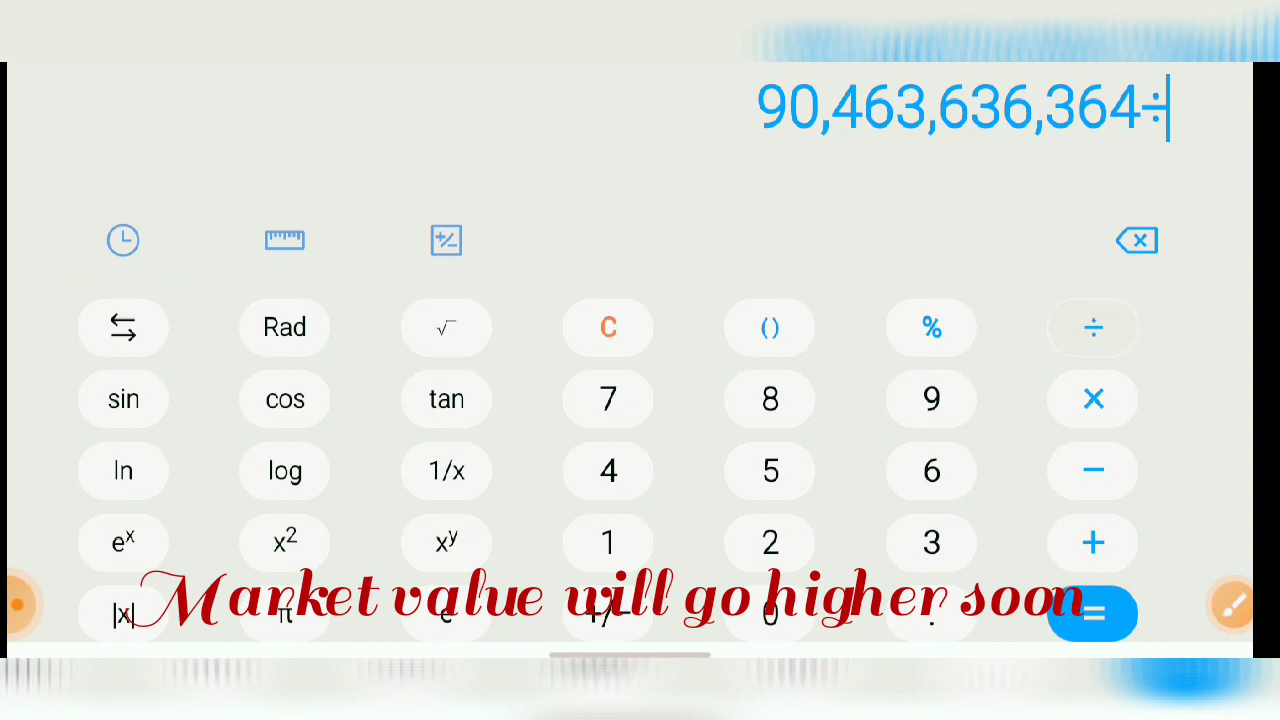 90,463,636,364÷
Rad √ C ( ) % ÷
sin cos tan 7 8 9 ×
ln log 1/x 4 5 6 −
eˣ x² xʸ 1 2 3 +
|x| π e +/− 0 . =
Market value will go higher soon